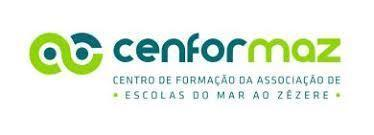 cenformaz
CENTRO DE FORMAÇÃO DA ASSOCIAÇÃO DE
• ESCOLAS DO MAR AO ZÊZERE •